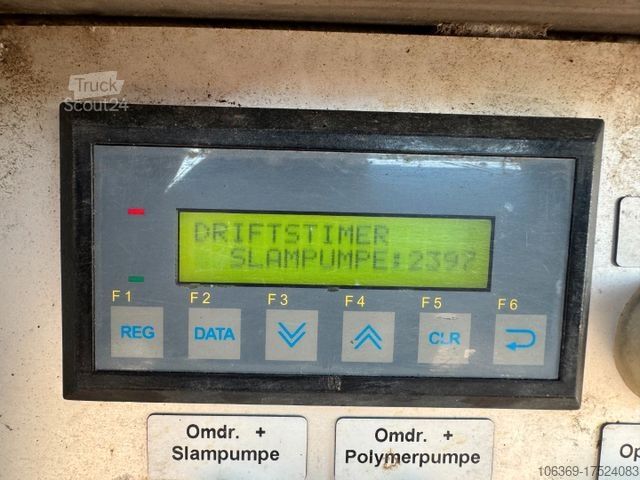 Truck
Scout24
DRIFTSTIMER
SLAMPUMPE:2397
F1 F2 F3 F4 F5 F6
REG DATA CLR
Omdr. +
Slampumpe
Omdr. +
Polymerpumpe
Op
106369-17524083